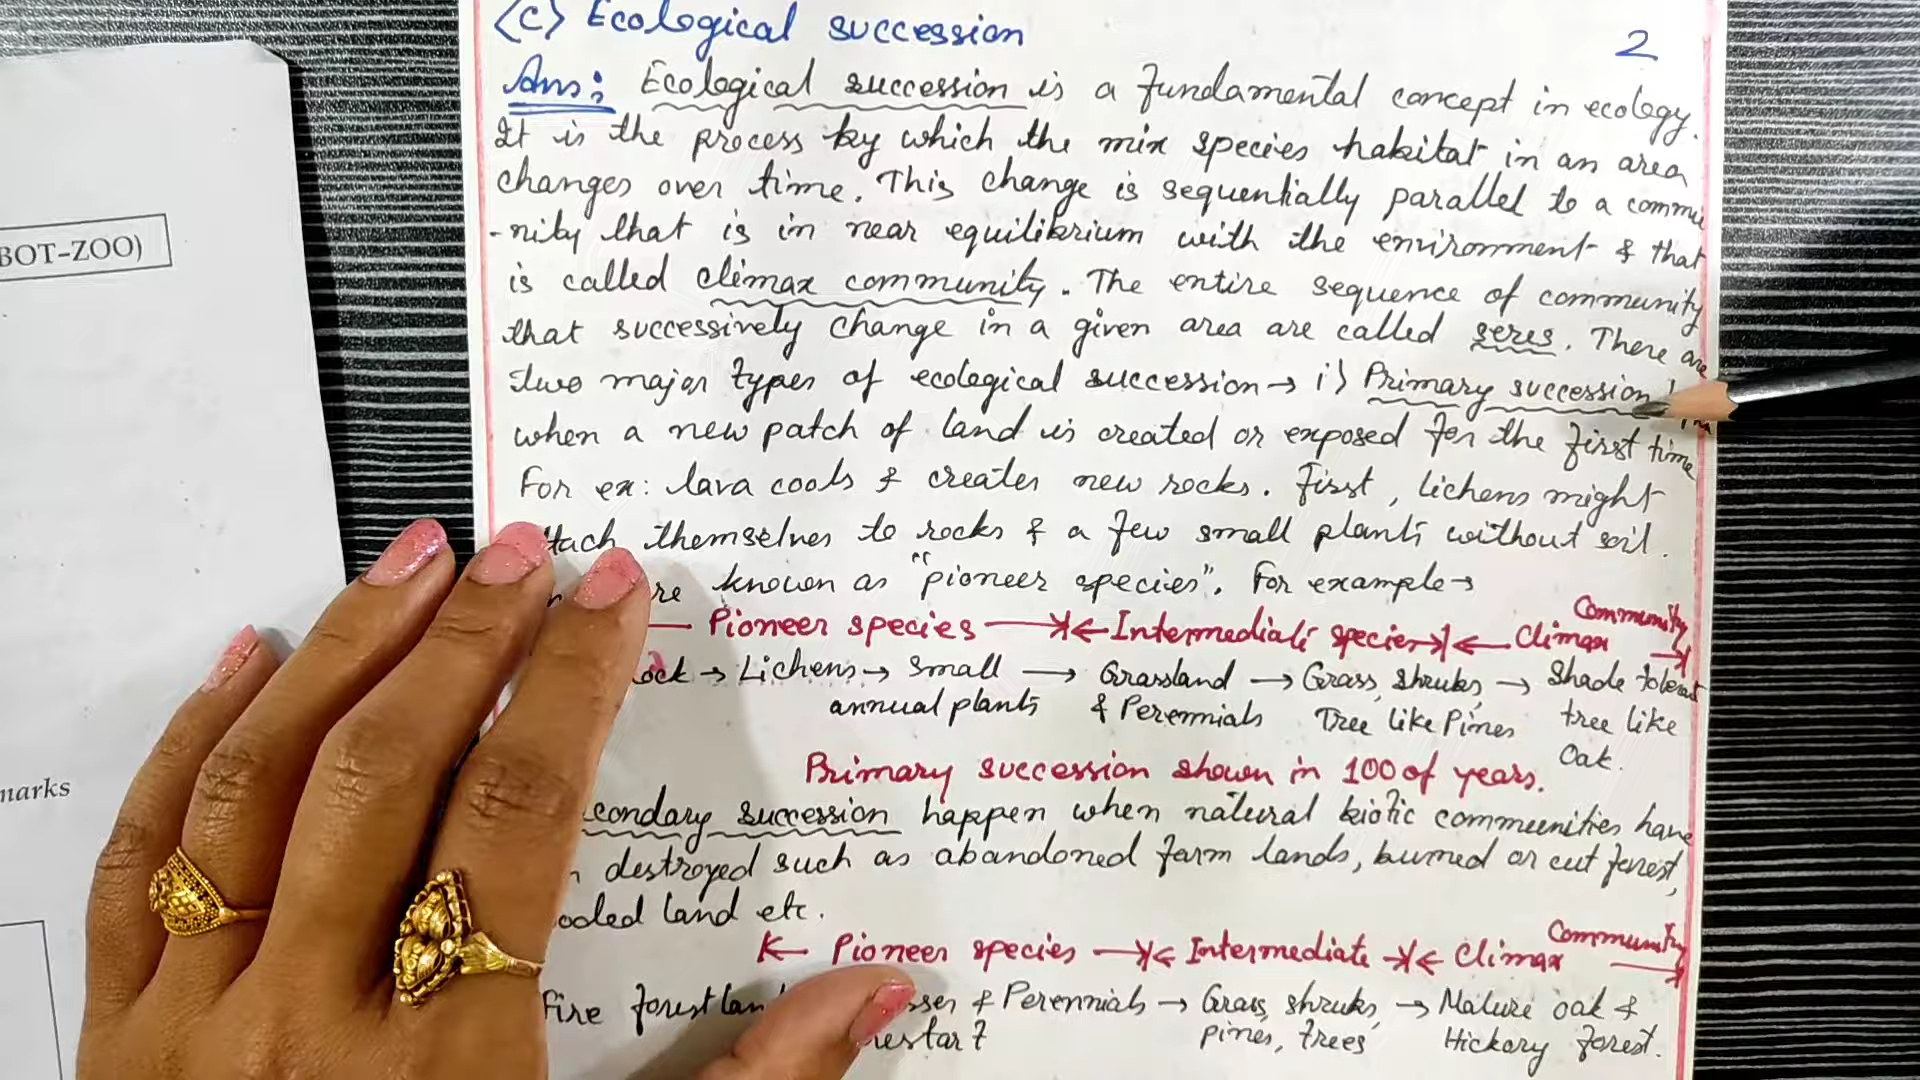 BOT-ZOO)
marks
(C) Ecological succession
2
Ans: Ecological succession is a fundamental concept in ecology.
It is the process by which the mix species habitat in an area
changes over time. This change is sequentially parallel to a commu
-nity that is in near equilibrium with the environment & that
is called climax community. The entire sequence of community
that successively change in a given area are called seres. There are
two major types of ecological succession → i) Primary succession
when a new patch of land is created or exposed for the first time
For ex: lava cools & creates new rocks. First, lichens might
ttach themselves to rocks & a few small plants without soil.
re known as "pioneer species". For example →
Pioneer species Intermediate species Climax Community
ock → Lichens → Small → Grassland → Grass, shrubs, → Shade tolerant
annual plants & Perennials Tree like Pines tree like
Oak.
Primary succession shown in 100 of years.
condary succession happen when natural biotic communities have
destroyed such as abandoned farm lands, burned or cut forest,
ooded land etc.
Pioneer species Intermediate Climax Community
Fire forest lan sses & Perennials → Grass, shrubs, → Mature oak &
restart pines, trees Hickory forest.